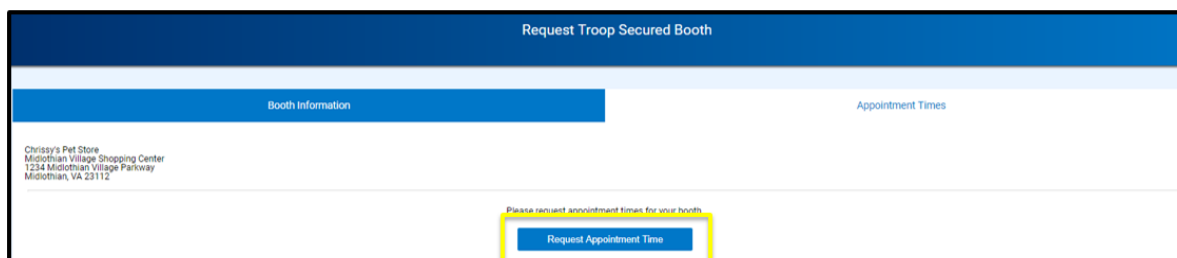 Request Troop Secured Booth
Booth Information
Appointment Times
Chrissy's Pet Store
Midlothian Village Shopping Center
1234 Midlothian Village Parkway
Midlothian, VA 23112
Please request appointment times for your booth
Request Appointment Time